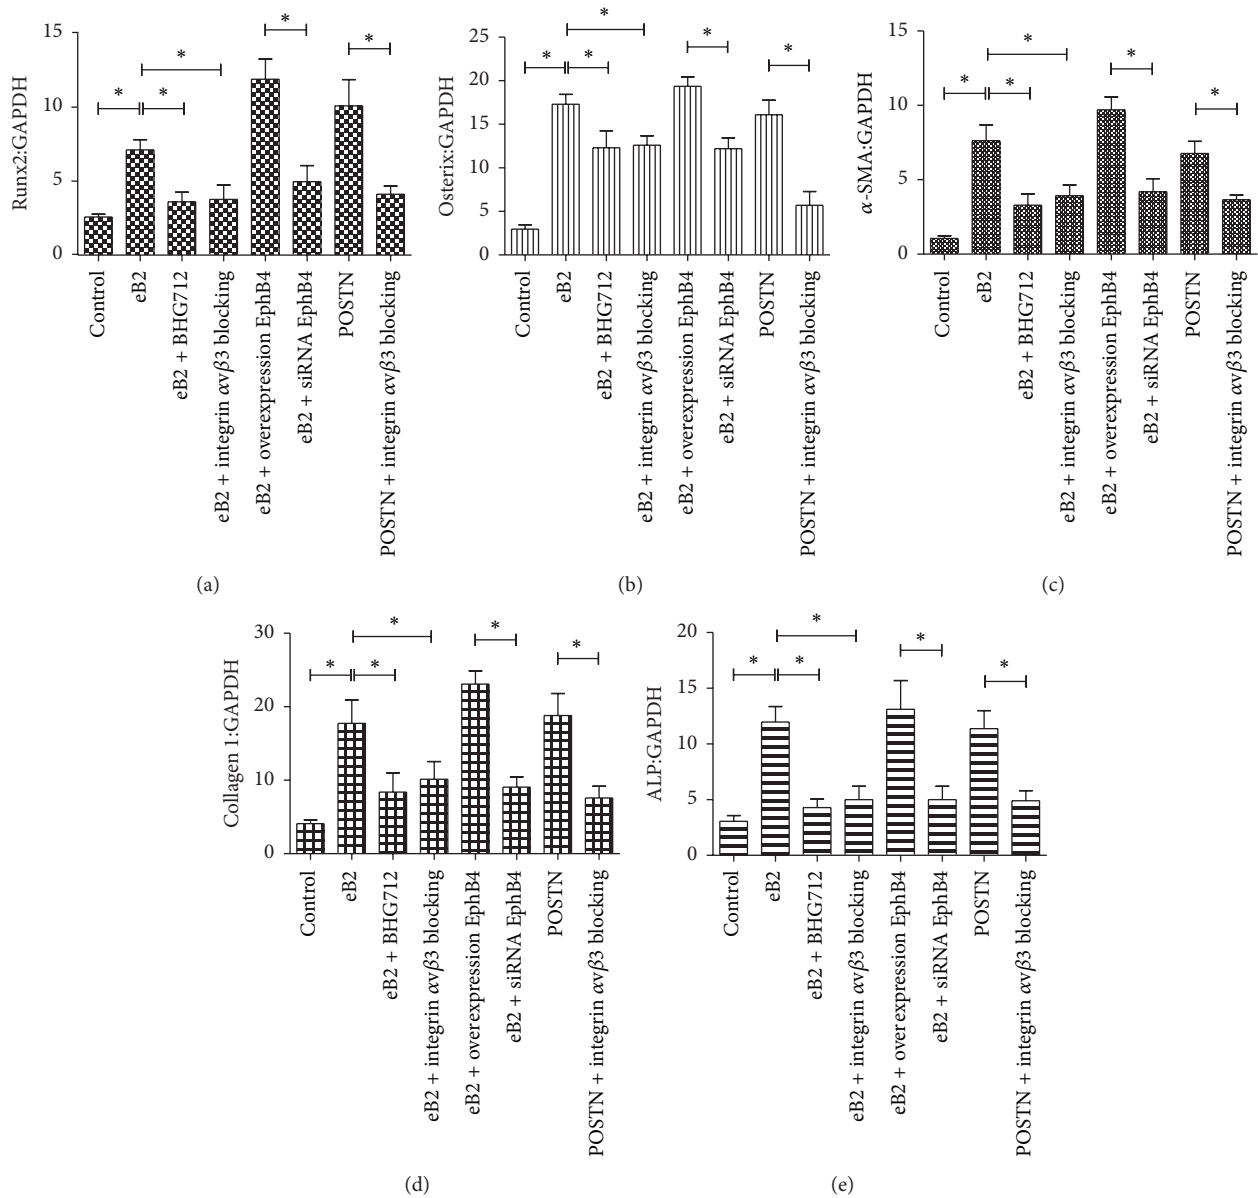 15
10
5
0
Runx2:GAPDH
* * * * *
Control
eB2
eB2 + BHG712
eB2 + integrin αvβ3 blocking
eB2 + overexpression EphB4
eB2 + siRNA EphB4
POSTN
POSTN + integrin αvβ3 blocking
(a)
25
20
15
10
5
0
Osterix:GAPDH
* * * * *
Control
eB2
eB2 + BHG712
eB2 + integrin αvβ3 blocking
eB2 + overexpression EphB4
eB2 + siRNA EphB4
POSTN
POSTN + integrin αvβ3 blocking
(b)
15
10
5
0
α-SMA:GAPDH
* * * * *
Control
eB2
eB2 + BHG712
eB2 + integrin αvβ3 blocking
eB2 + overexpression EphB4
eB2 + siRNA EphB4
POSTN
POSTN + integrin αvβ3 blocking
(c)
30
20
10
0
Collagen 1:GAPDH
* * * * *
Control
eB2
eB2 + BHG712
eB2 + integrin αvβ3 blocking
eB2 + overexpression EphB4
eB2 + siRNA EphB4
POSTN
POSTN + integrin αvβ3 blocking
(d)
20
15
10
5
0
ALP:GAPDH
* * * * *
Control
eB2
eB2 + BHG712
eB2 + integrin αvβ3 blocking
eB2 + overexpression EphB4
eB2 + siRNA EphB4
POSTN
POSTN + integrin αvβ3 blocking
(e)